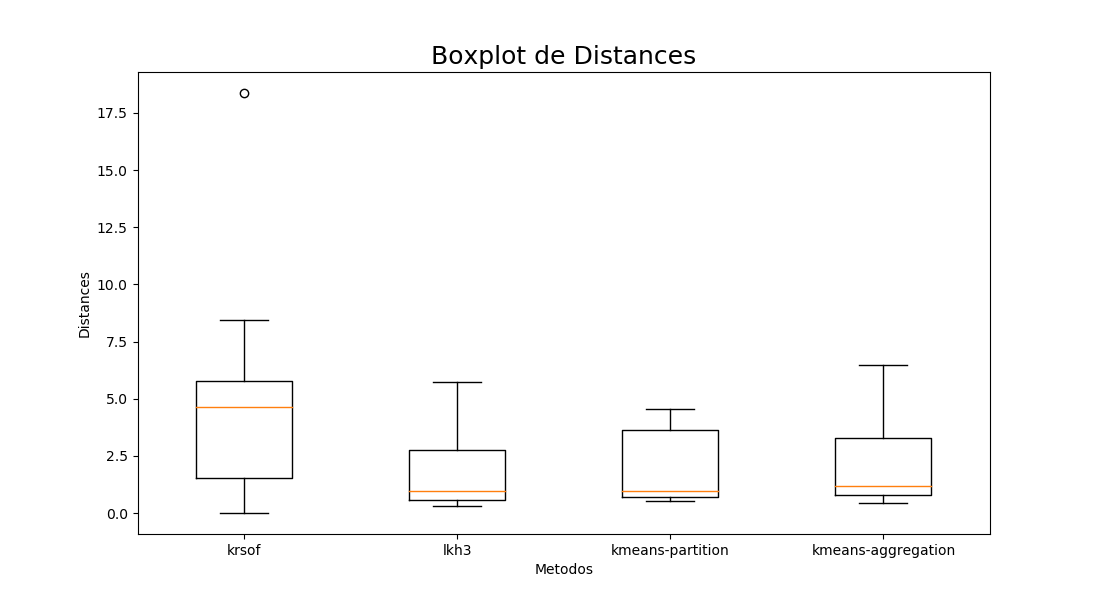 Boxplot de Distances
17.5
15.0
12.5
10.0
7.5
5.0
2.5
0.0
Distances
krsof lkh3 kmeans-partition kmeans-aggregation
Metodos